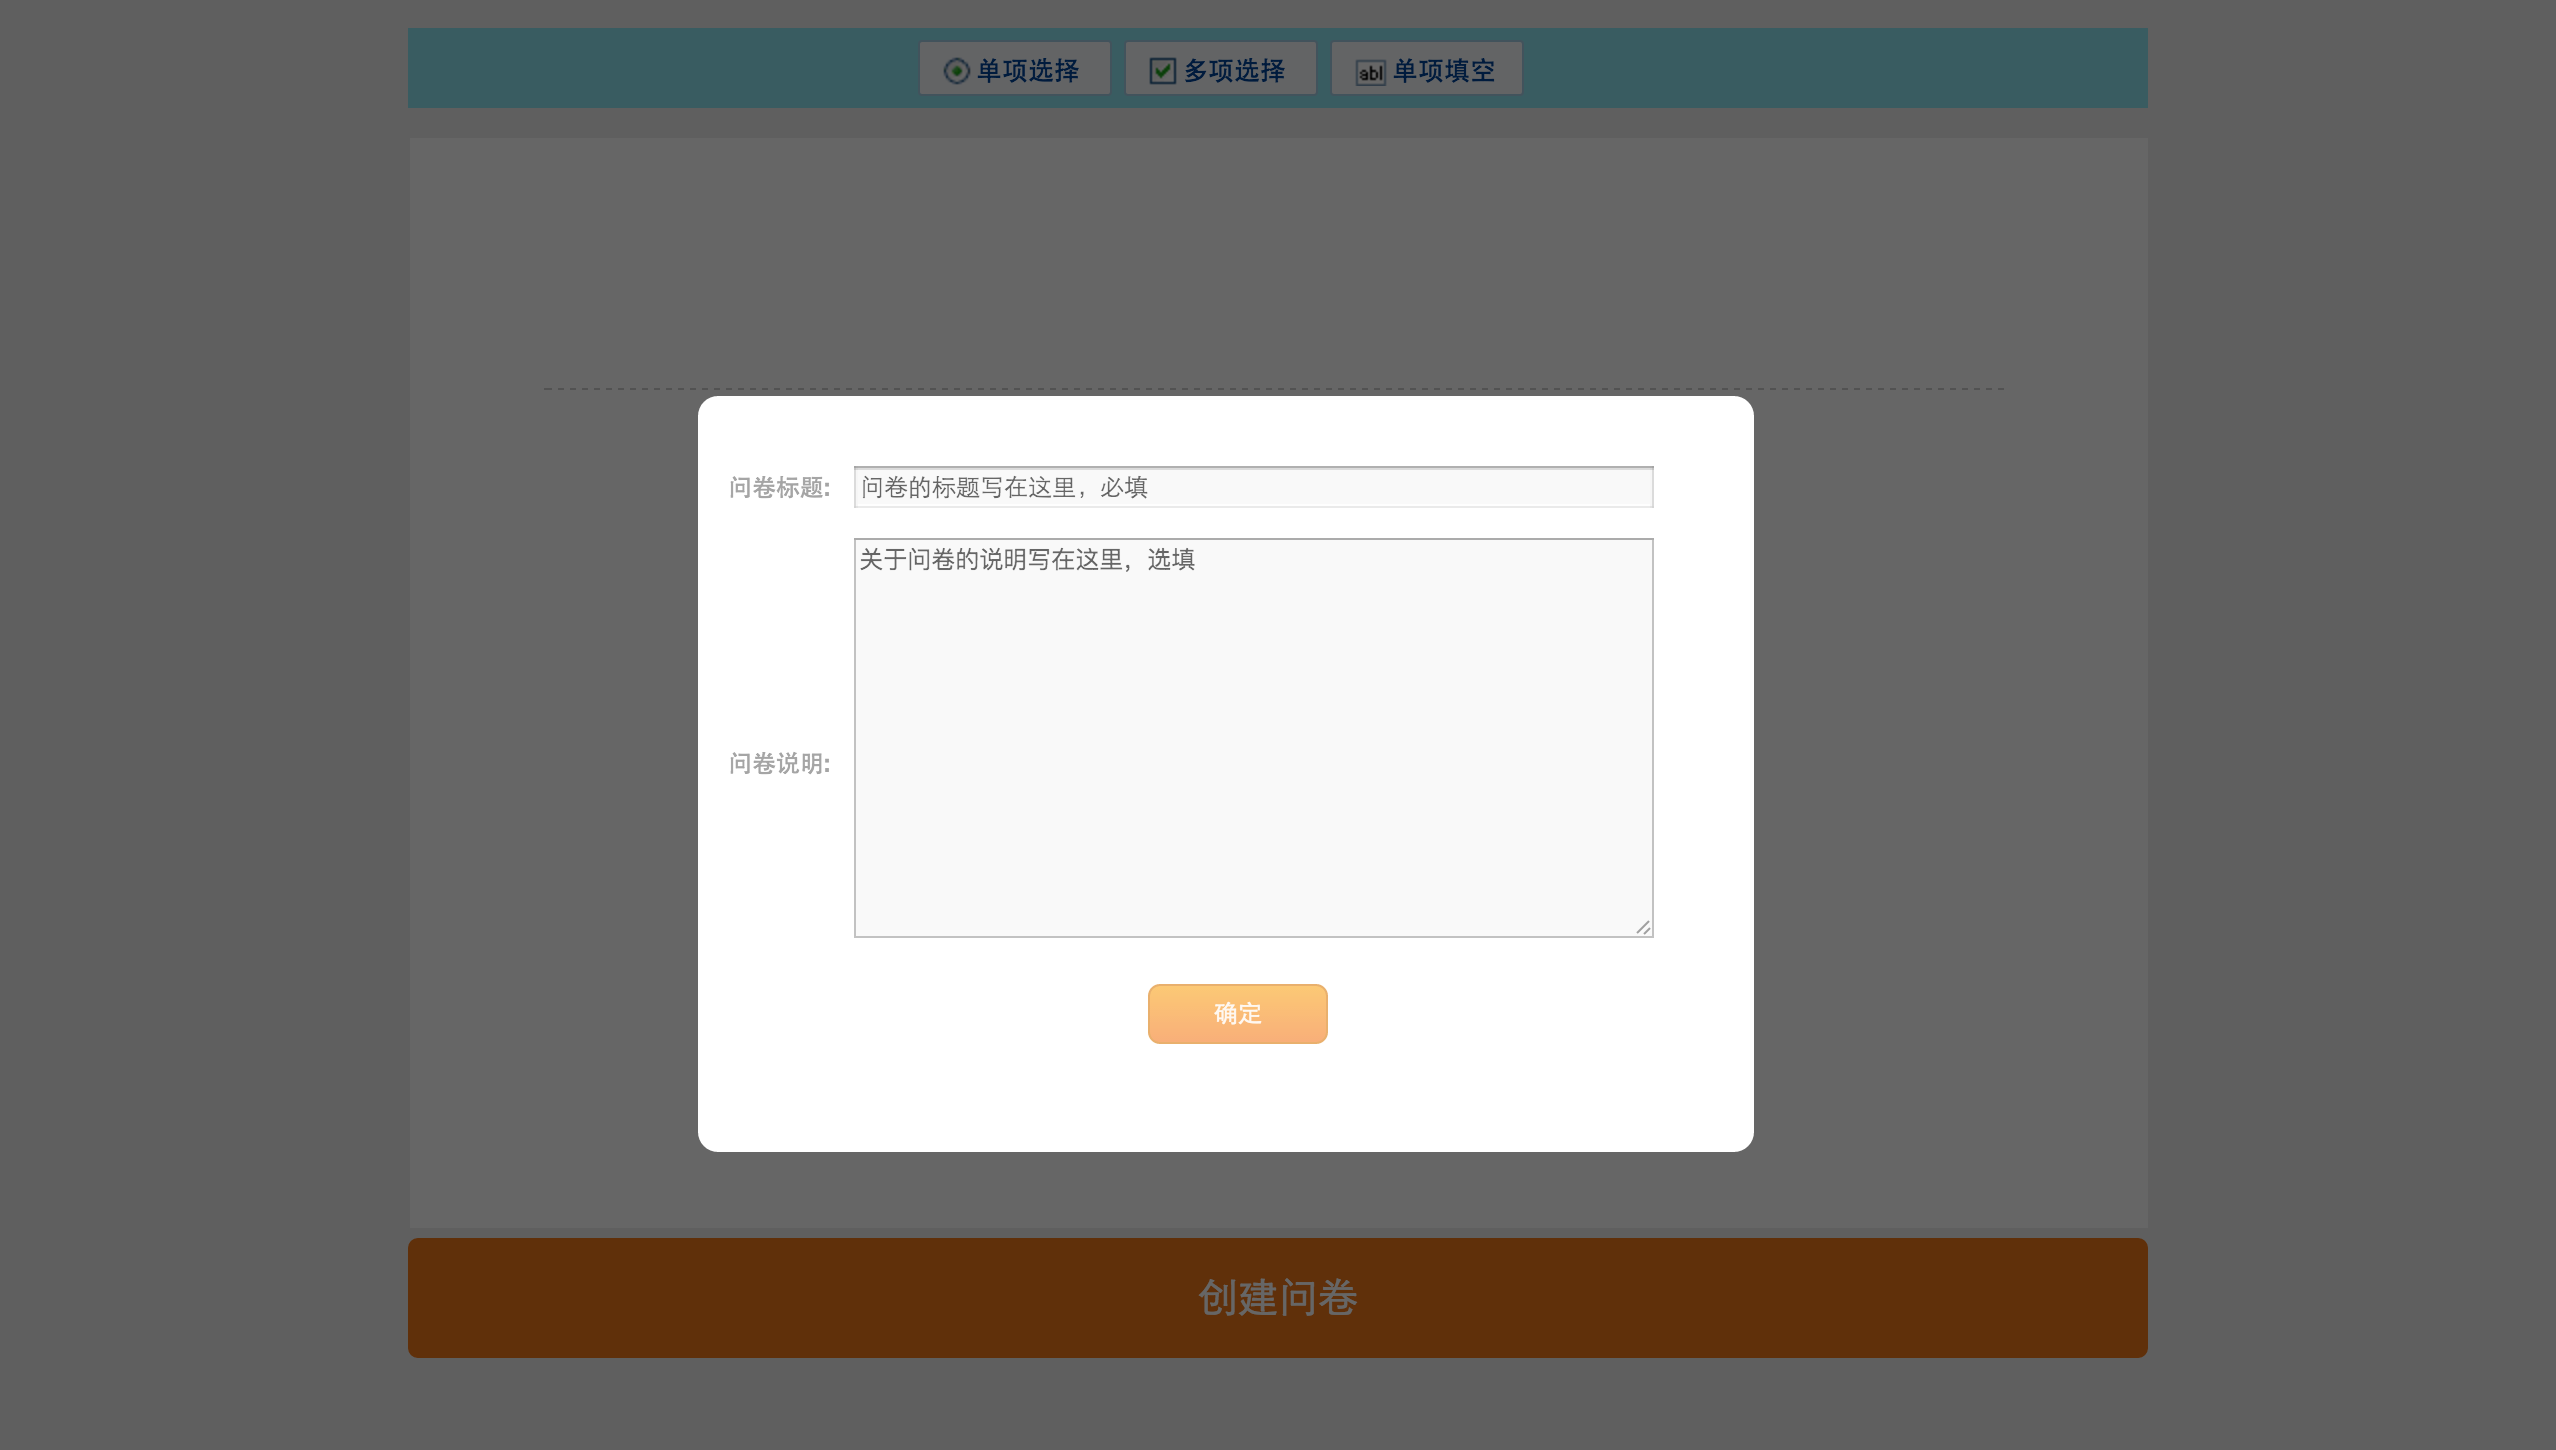 单项选择 多项选择 abl 单项填空
问卷标题: 问卷的标题写在这里，必填
关于问卷的说明写在这里，选填
问卷说明:
确定
创建问卷